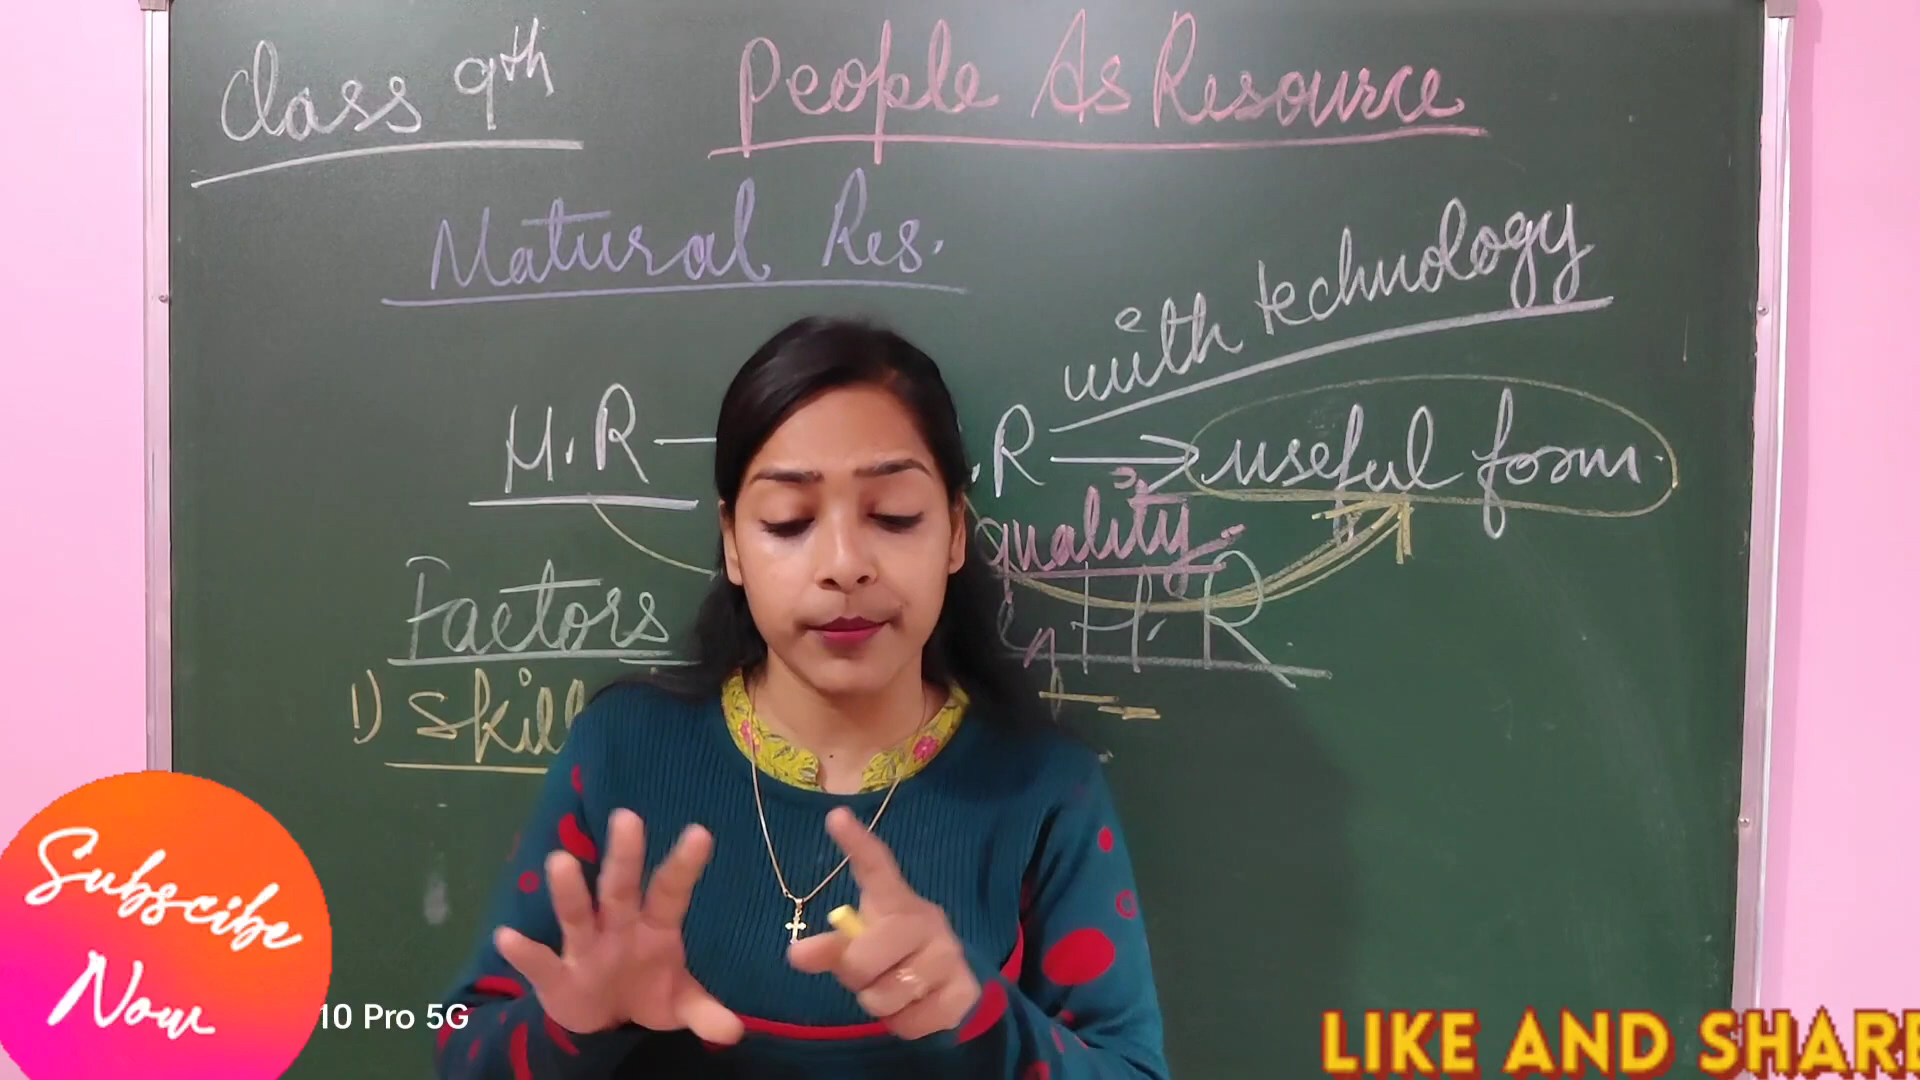 Class 9th
People As Resource
Natural Res.
with technology
H.R
.R
useful form
quality
Factors
H.R
1) Skill
Subscibe
Now
10 Pro 5G
LIKE AND SHARE